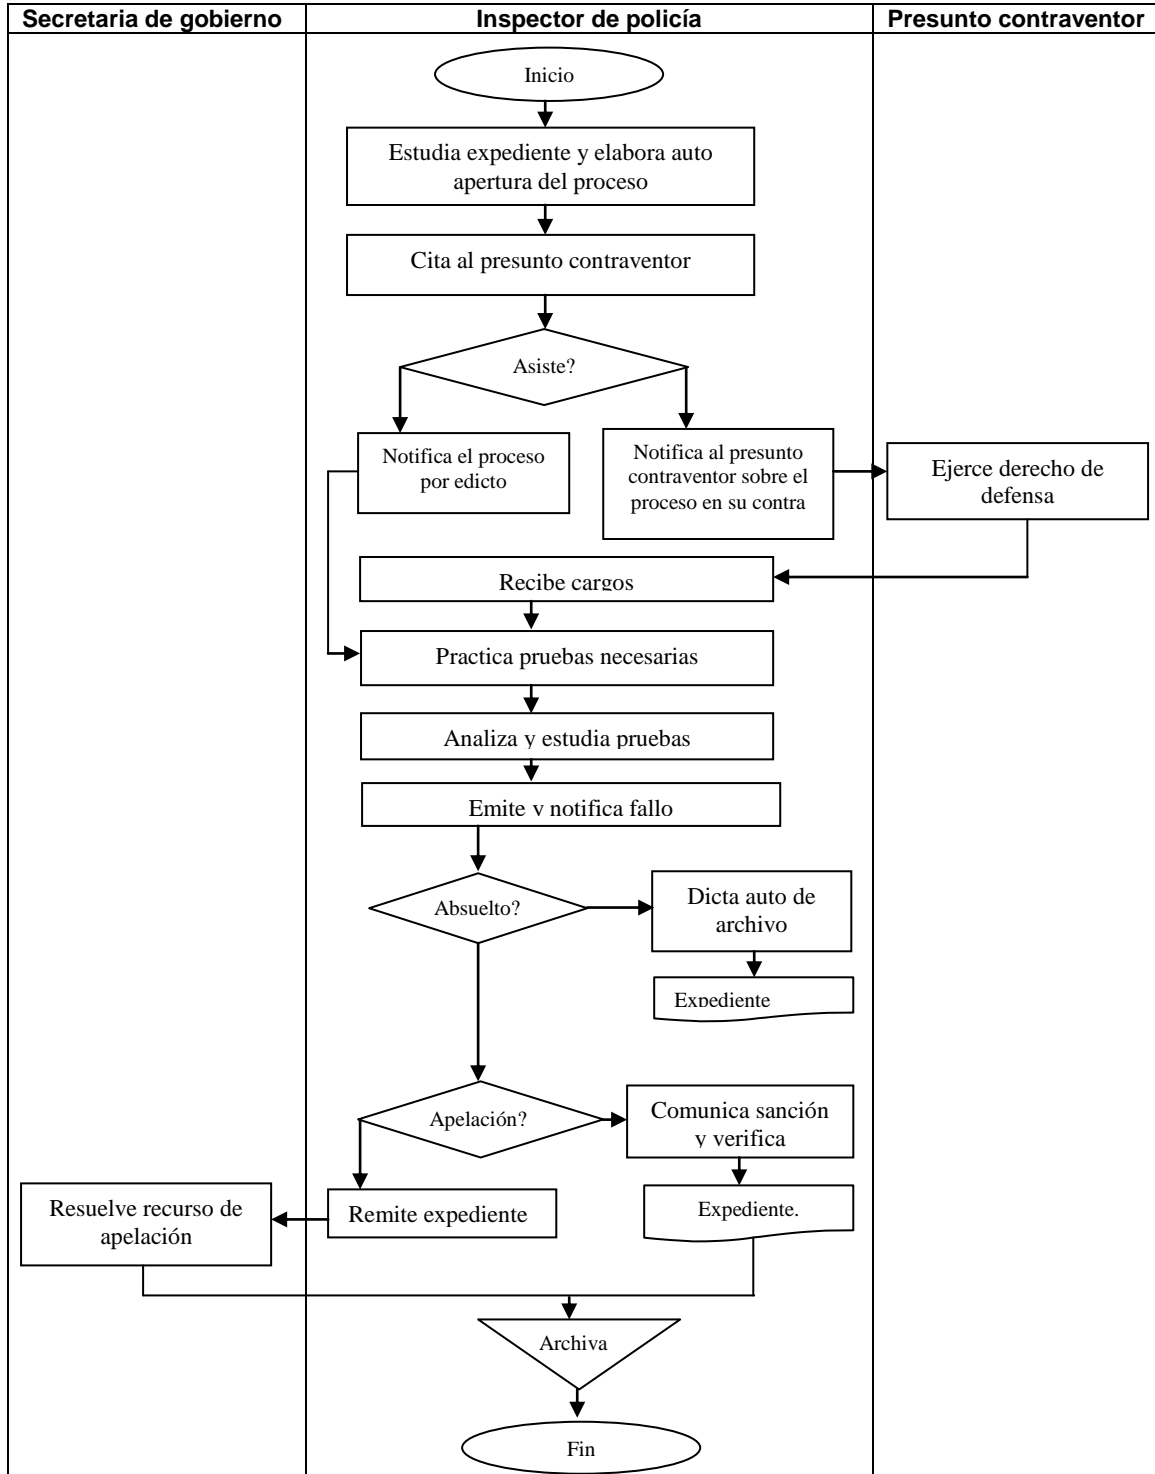 Secretaria de gobierno
Inspector de policía
Presunto contraventor
Inicio
Estudia expediente y elabora auto
apertura del proceso
Cita al presunto contraventor
Asiste?
Notifica el proceso
por edicto
Notifica al presunto
contraventor sobre el
proceso en su contra
Ejerce derecho de
defensa
Recibe cargos
Practica pruebas necesarias
Analiza y estudia pruebas
Emite y notifica fallo
Absuelto?
Dicta auto de
archivo
Expediente
Apelación?
Comunica sanción
y verifica
Resuelve recurso de
apelación
Remite expediente
Expediente.
Archiva
Fin